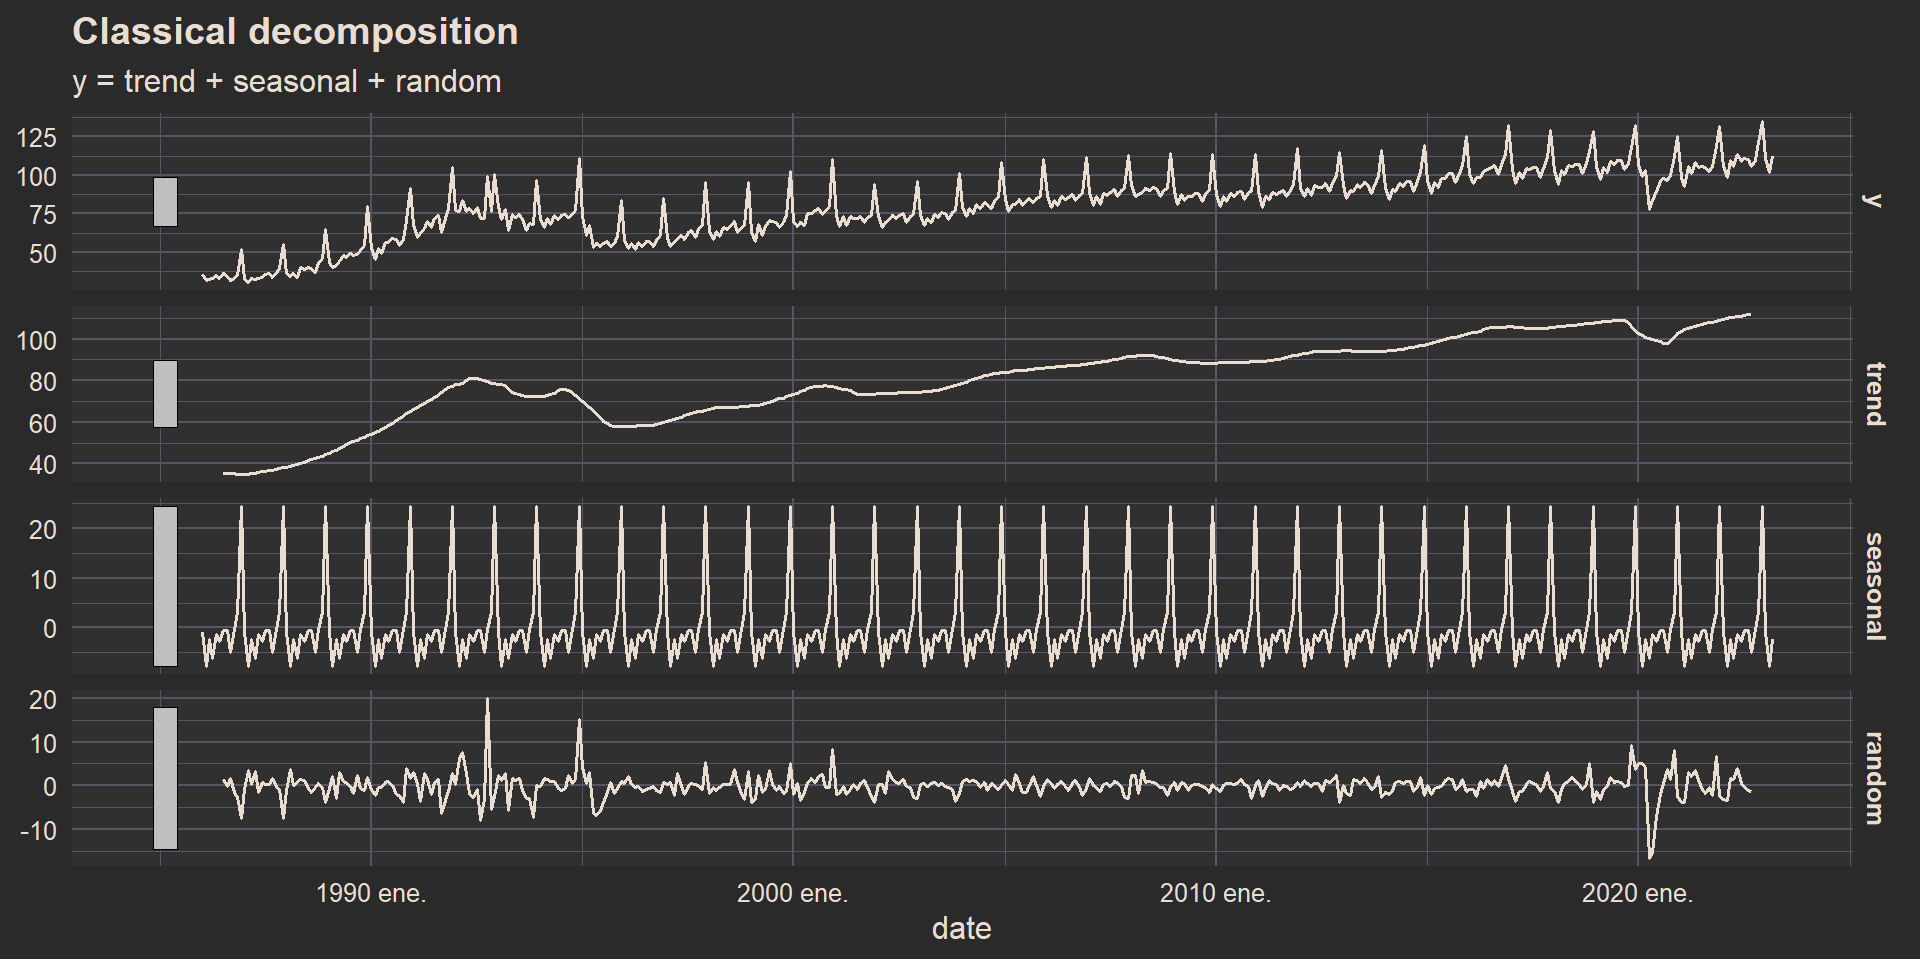 Classical decomposition
y = trend + seasonal + random
125
100
75
50
y
100
80
60
40
trend
20
10
0
seasonal
20
10
0
-10
random
1990 ene.
2000 ene.
2010 ene.
2020 ene.
date